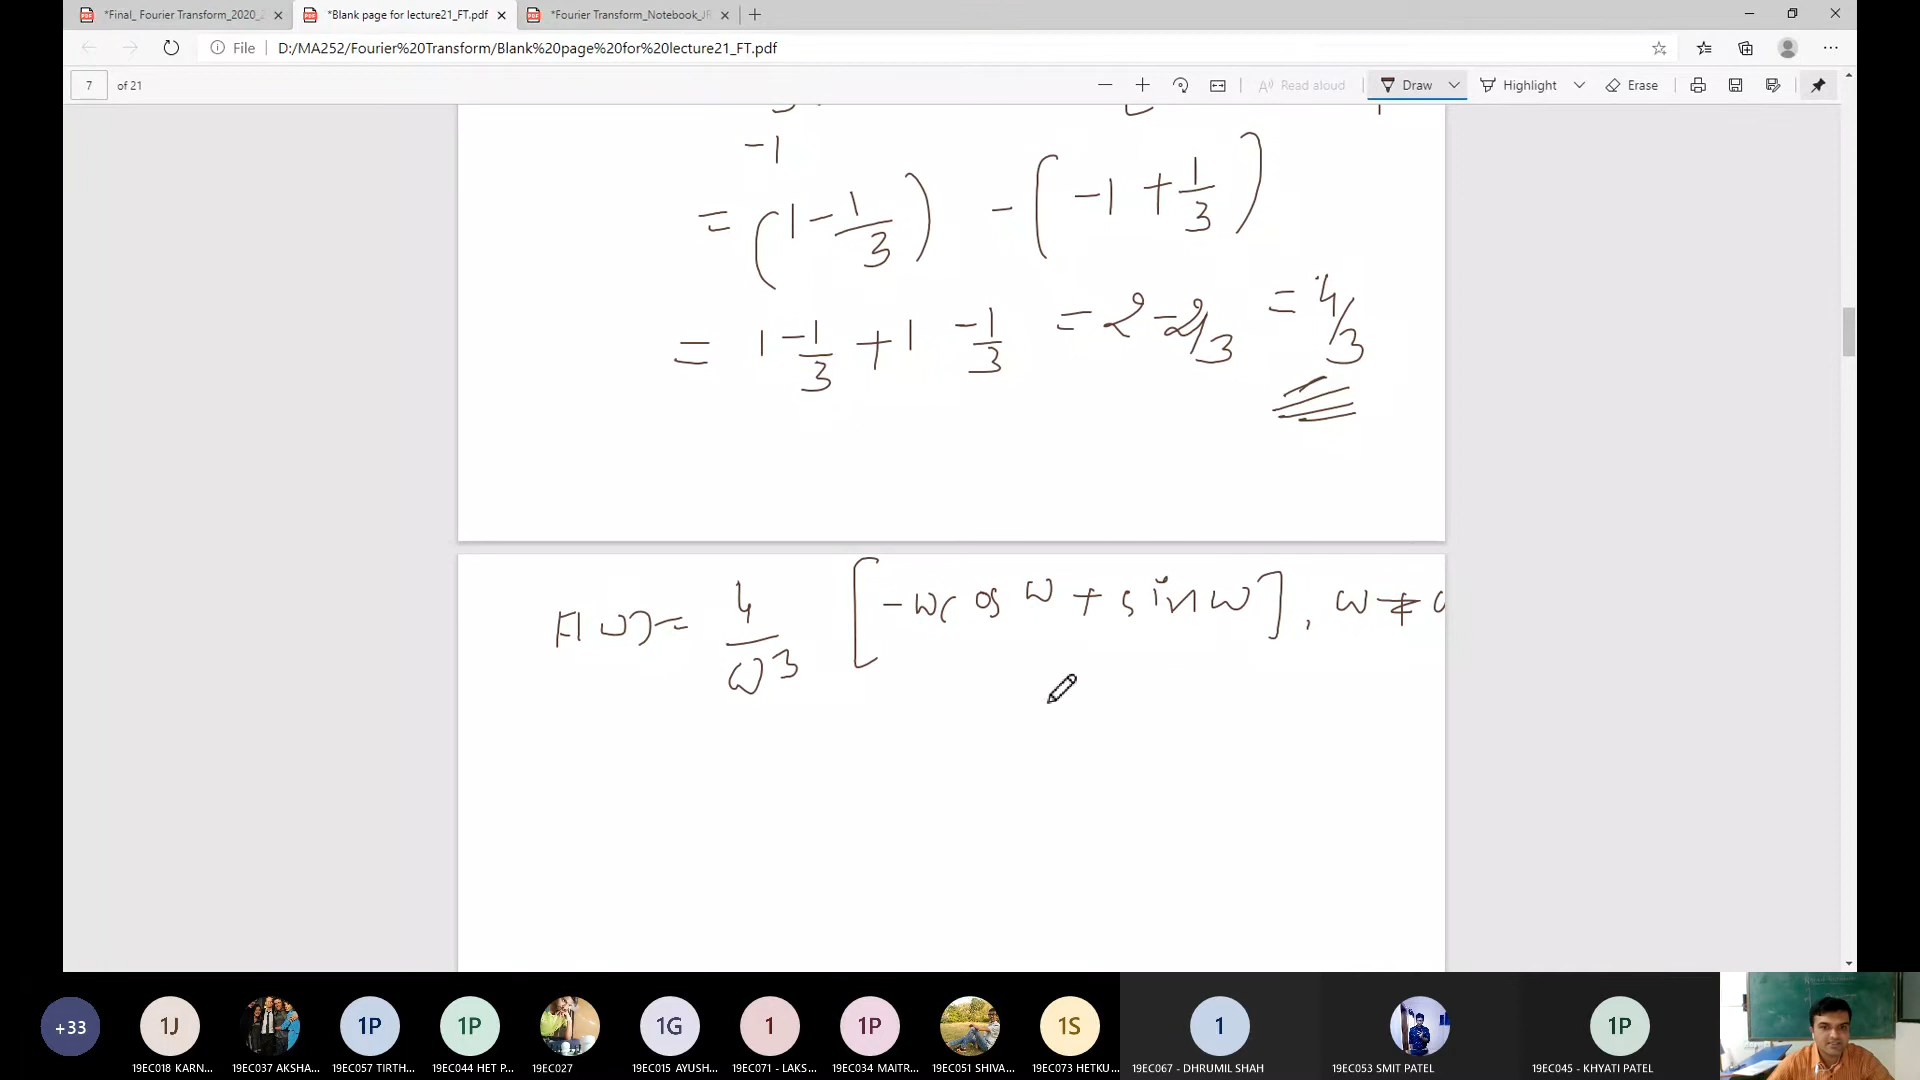 *Final_ Fourier Transform_2020_2
*Blank page for lecture21_FT.pdf
*Fourier Transform_Notebook_JF
File
D:/MA252/Fourier%20Transform/Blank%20page%20for%20lecture21_FT.pdf
7 of 21
Read aloud
Draw
Highlight
Erase
-1
= (1 - 1/3) - (-1 + 1/3)
= 1 - 1/3 + 1 - 1/3 = 2 - 2/3 = 4/3
F(ω) = 4/ω3 [-ω cos ω + sin ω], ω ≠ 0
+33
1J
1P
1P
1G
1
1P
1S
1
1P
19EC018 KARN...
19EC037 AKSHA...
19EC057 TIRTH...
19EC044 HET P...
19EC027
19EC015 AYUSH...
19EC071 - LAKS...
19EC034 MAITR...
19EC051 SHIVA...
19EC073 HETKU...
19EC067 - DHRUMIL SHAH
19EC053 SMIT PATEL
19EC045 - KHYATI PATEL